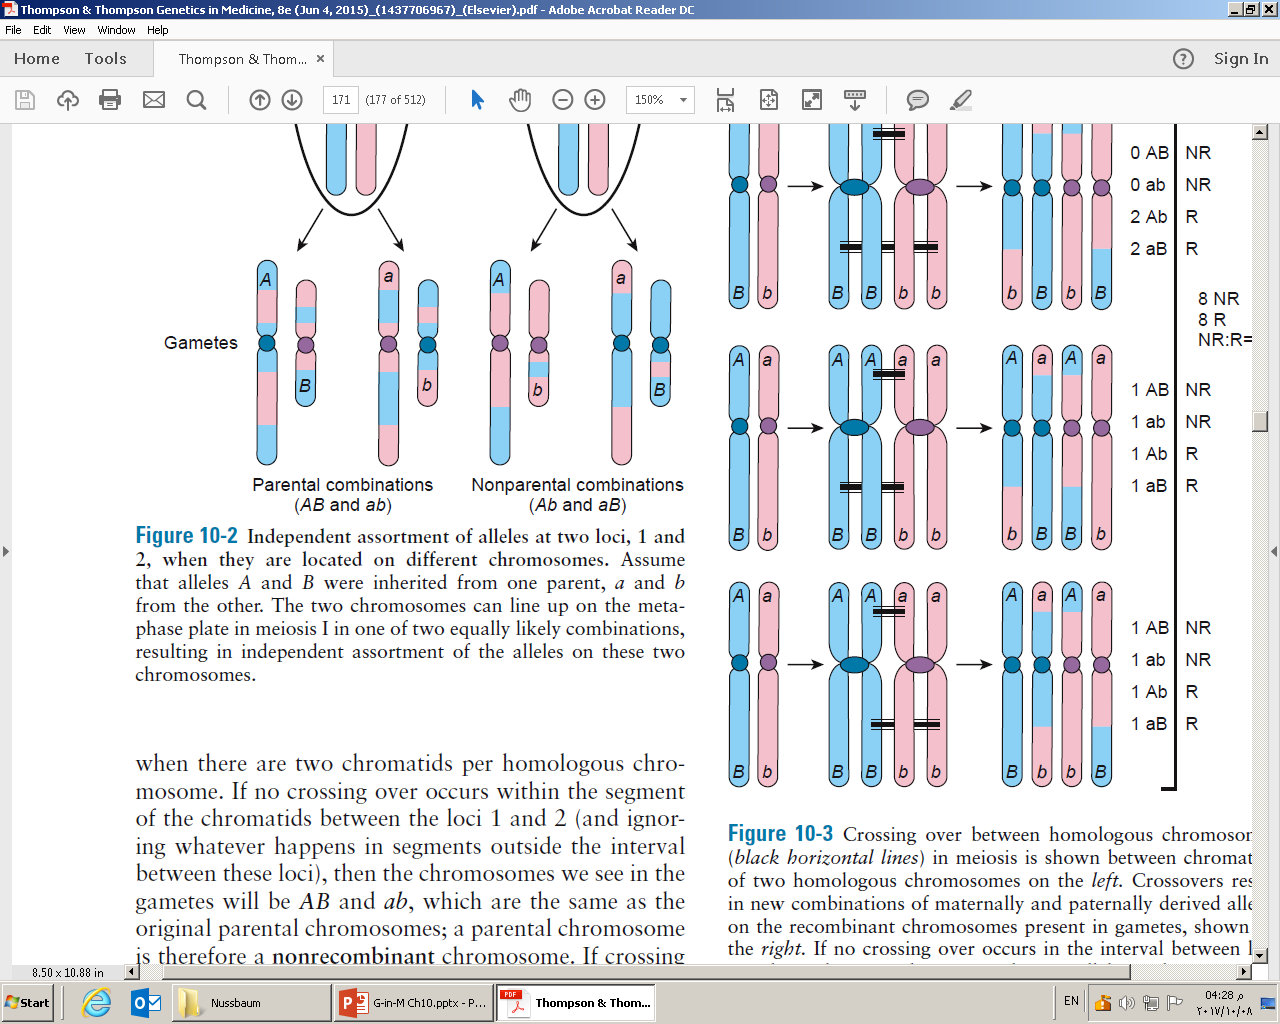 Thompson & Thompson Genetics in Medicine, 8e (Jun 4, 2015)_(1437706967)_(Elsevier).pdf - Adobe Acrobat Reader DC
File Edit View Window Help
Home Tools Thompson & Thom... × Sign In
171 (177 of 512) 150%
A a A a
Gametes
B b b B
Parental combinations
(AB and ab)
Nonparental combinations
(Ab and aB)
Figure 10-2 Independent assortment of alleles at two loci, 1 and
2, when they are located on different chromosomes. Assume
that alleles A and B were inherited from one parent, a and b
from the other. The two chromosomes can line up on the meta-
phase plate in meiosis I in one of two equally likely combinations,
resulting in independent assortment of the alleles on these two
chromosomes.
when there are two chromatids per homologous chro-
mosome. If no crossing over occurs within the segment
of the chromatids between the loci 1 and 2 (and ignor-
ing whatever happens in segments outside the interval
between these loci), then the chromosomes we see in the
gametes will be AB and ab, which are the same as the
original parental chromosomes; a parental chromosome
is therefore a nonrecombinant chromosome. If crossing
0 AB NR
0 ab NR
2 Ab R
2 aB R
B b B B b b b B b B
8 NR
8 R
NR:R=
A a A A a a A a A a
1 AB NR
1 ab NR
1 Ab R
1 aB R
B b B B b b b B B b
A a A A a a A a A a
1 AB NR
1 ab NR
1 Ab R
1 aB R
B b B B b b B b b B
Figure 10-3 Crossing over between homologous chromosom
(black horizontal lines) in meiosis is shown between chromat
of two homologous chromosomes on the left. Crossovers res
in new combinations of maternally and paternally derived alle
on the recombinant chromosomes present in gametes, shown
the right. If no crossing over occurs in the interval between l
8.50 x 10.88 in
Start Nussbaum G-in-M Ch10.pptx - P... Thompson & Thom... EN
04:28 م
٢٠١٧/١٠/٠٨